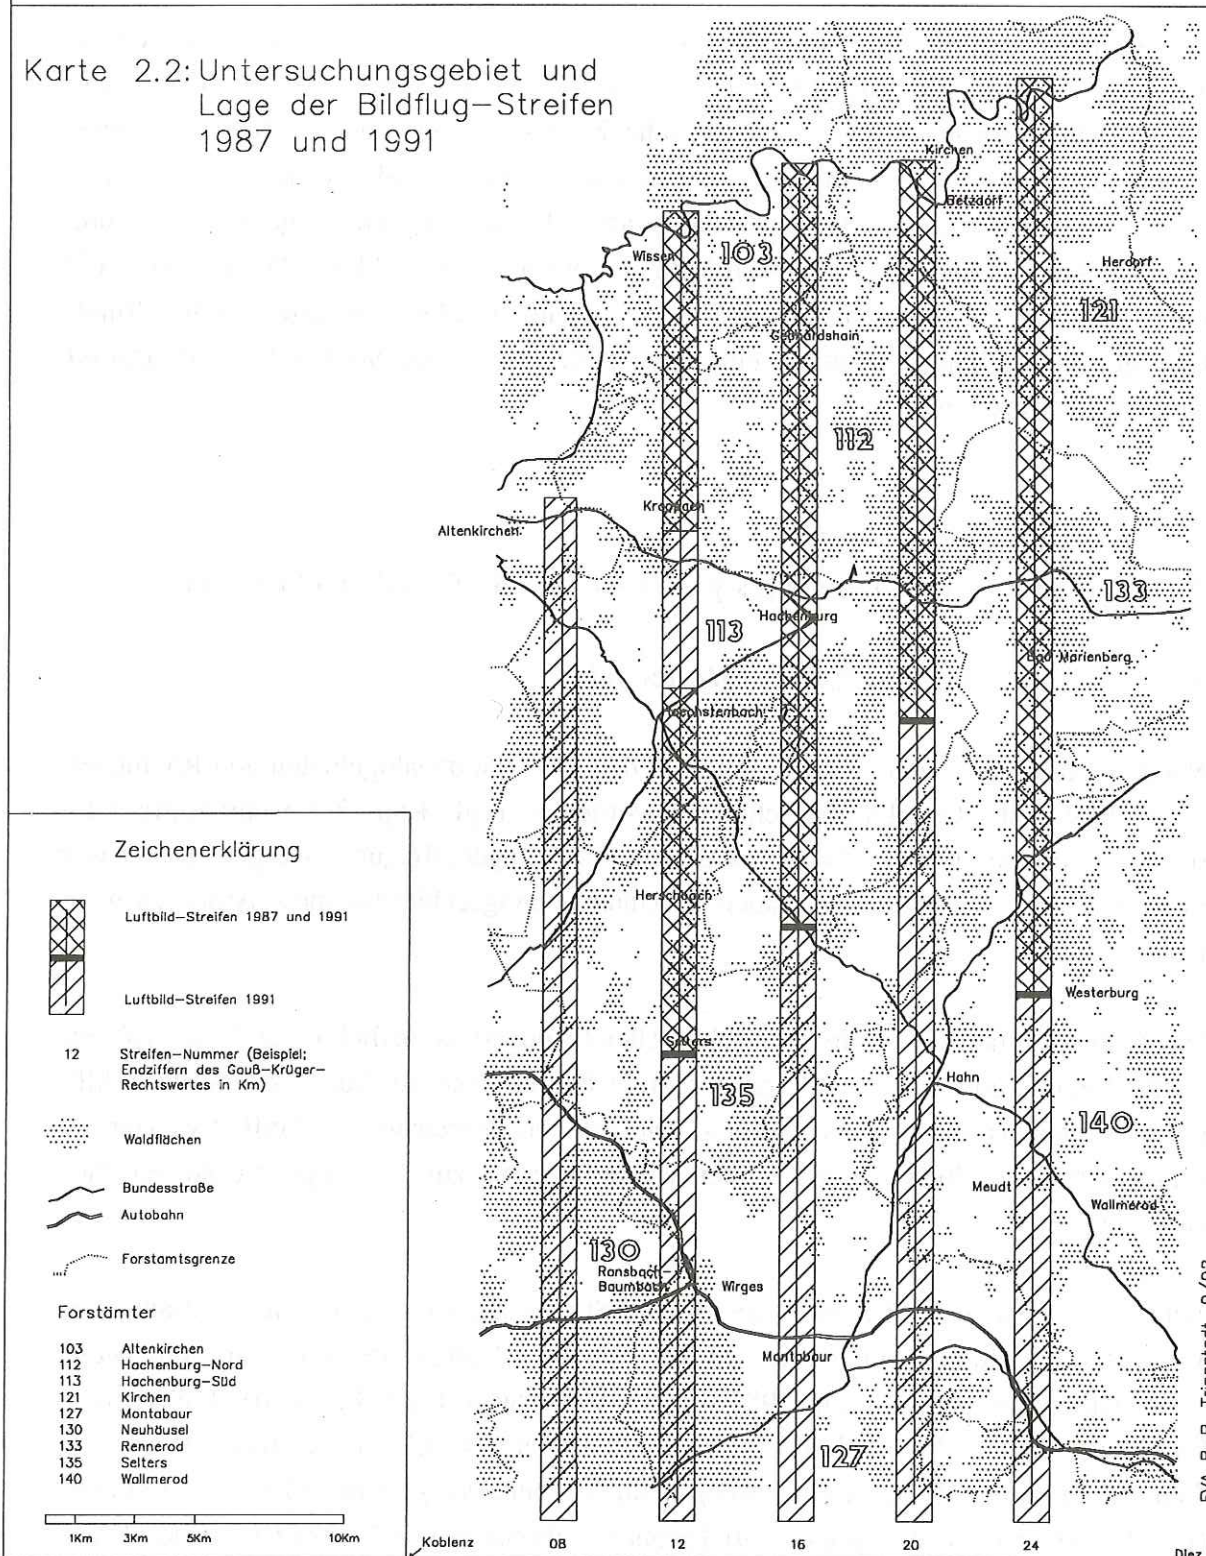 Karte 2.2: Untersuchungsgebiet und
Lage der Bildflug-Streifen
1987 und 1991
Kirchen
Betzdorf
Wissen
103
Herdorf
121
Gebhardshain
112
Kroppach
Altenkirchen
133
Hachenburg
113
Bad Marienberg
Herschbach
Westerburg
Selters
Hahn
135
140
Meudt
Wallmerod
130
Ransbach-
Baumbach
Wirges
Montabaur
127
Koblenz
08
12
16
20
24
Diez
Zeichenerklärung
Luftbild-Streifen 1987 und 1991
Luftbild-Streifen 1991
12 Streifen-Nummer (Beispiel;
Endziffern des Gauß-Krüger-
Rechtswertes in Km)
Waldflächen
Bundesstraße
Autobahn
Forstamtsgrenze
Forstämter
103 Altenkirchen
112 Hachenburg-Nord
113 Hachenburg-Süd
121 Kirchen
127 Montabaur
130 Neuhäusel
133 Rennerod
135 Selters
140 Wallmerod
1Km 3Km 5Km 10Km